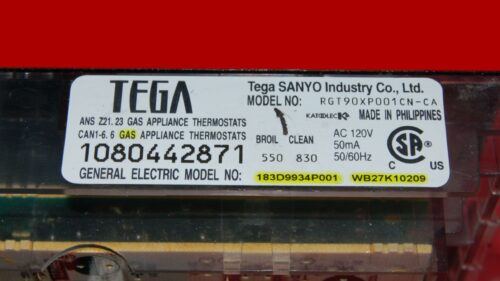 TEGA
Tega SANYO Industry Co., Ltd.
MODEL NO: RGT90XP001CN-CA
ANS Z21.23 GAS APPLIANCE THERMOSTATS
KATOLEC MADE IN PHILIPPINES
CAN1-6.6 GAS APPLIANCE THERMOSTATS
BROIL CLEAN AC 120V
1080442871 550 830 50mA
50/60Hz
C SA US
GENERAL ELECTRIC MODEL NO: 183D9934P001 WB27K10209